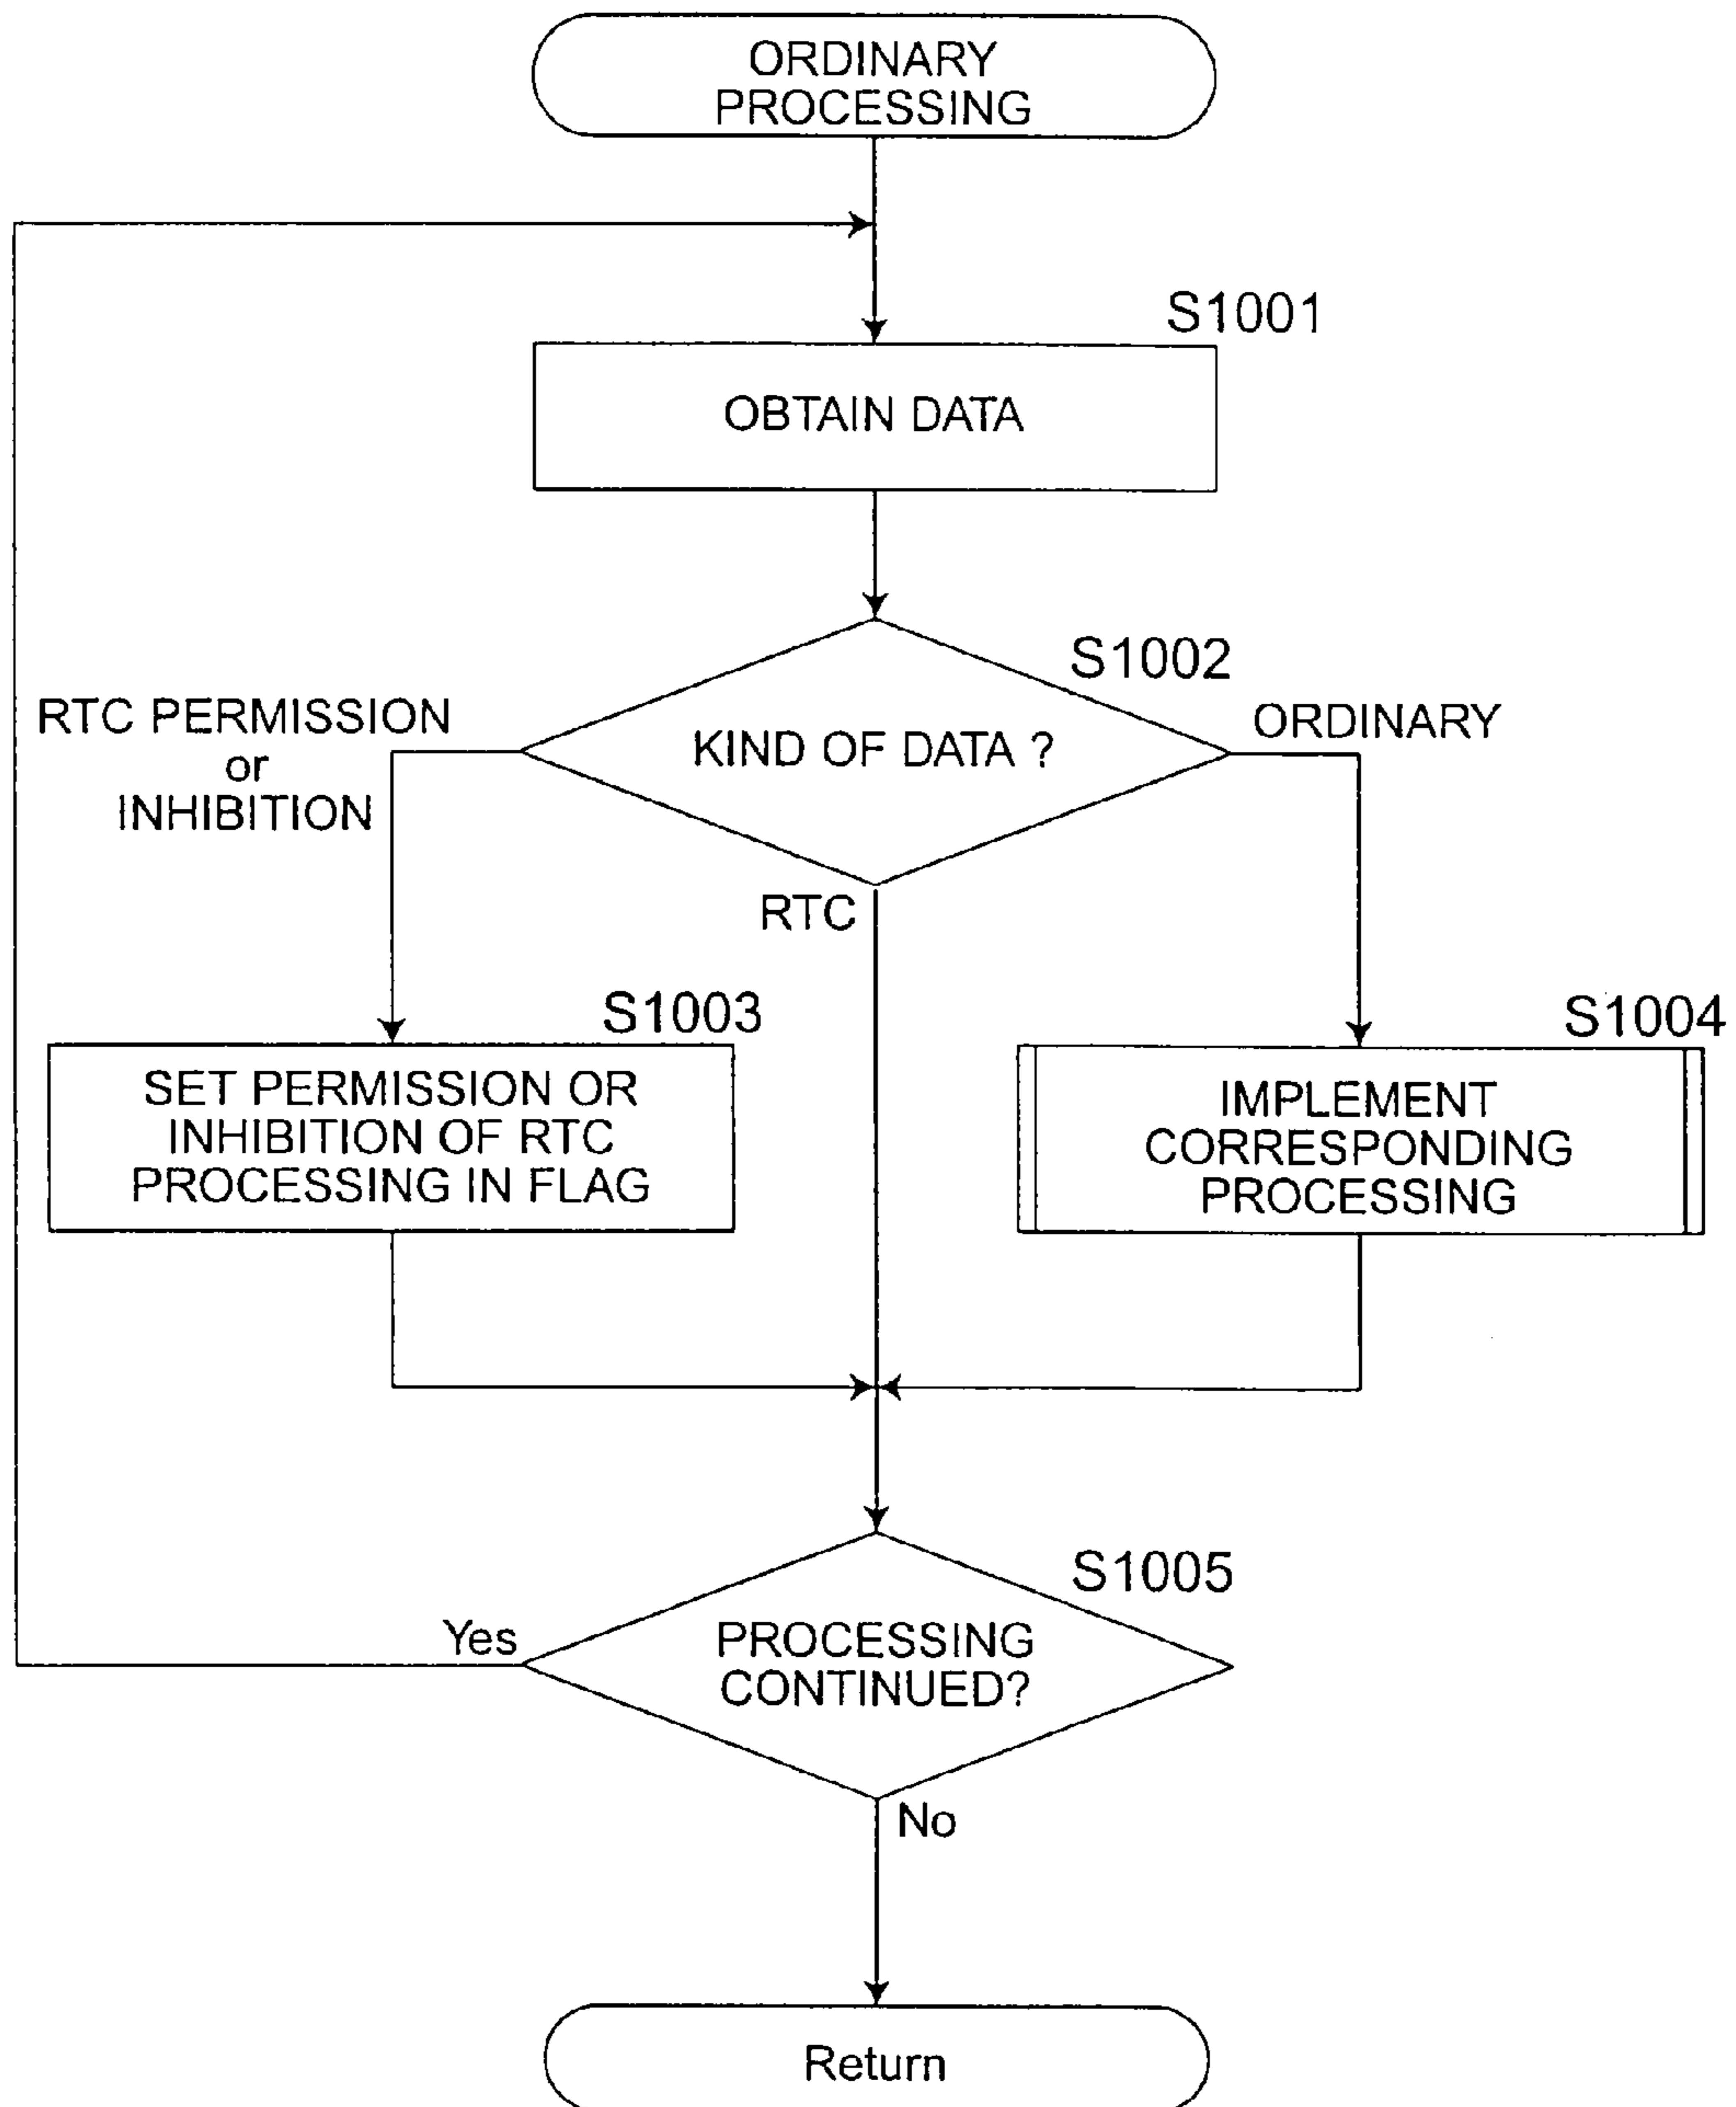 ORDINARY
PROCESSING
S1001
OBTAIN DATA
S1002
RTC PERMISSION
or
INHIBITION
KIND OF DATA ?
ORDINARY
RTC
S1003
SET PERMISSION OR
INHIBITION OF RTC
PROCESSING IN FLAG
S1004
IMPLEMENT
CORRESPONDING
PROCESSING
S1005
Yes
PROCESSING
CONTINUED?
No
Return